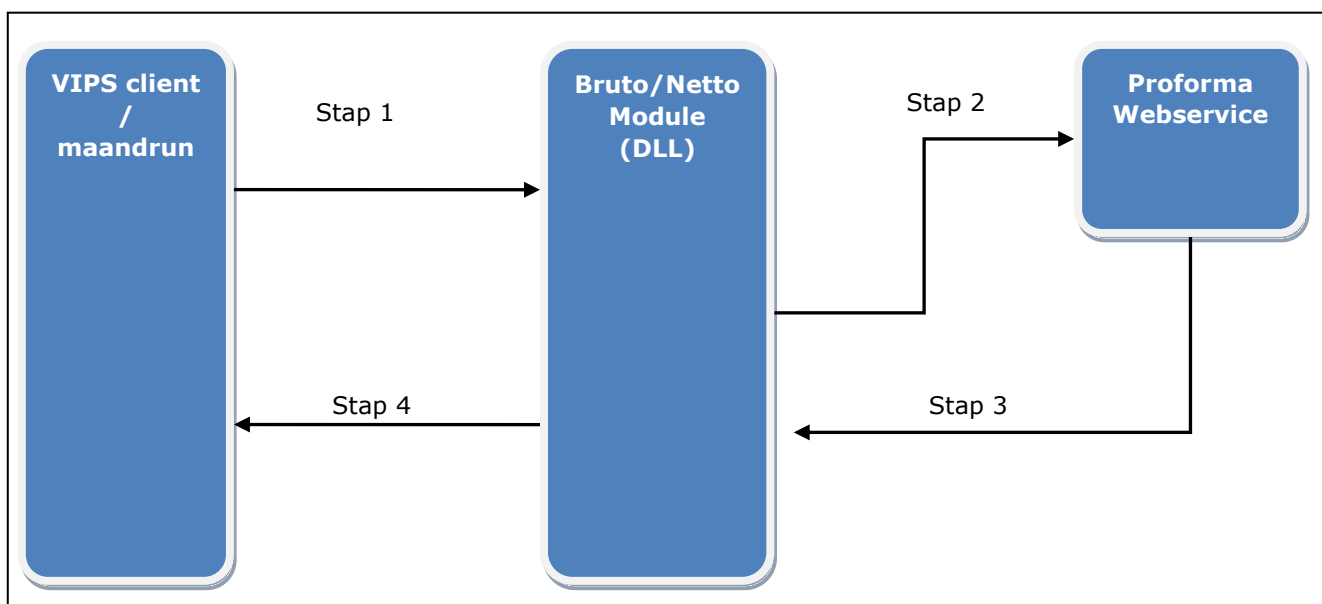 VIPS client
/
maandrun
Stap 1
Bruto/Netto
Module
(DLL)
Stap 2
Proforma
Webservice
Stap 4
Stap 3